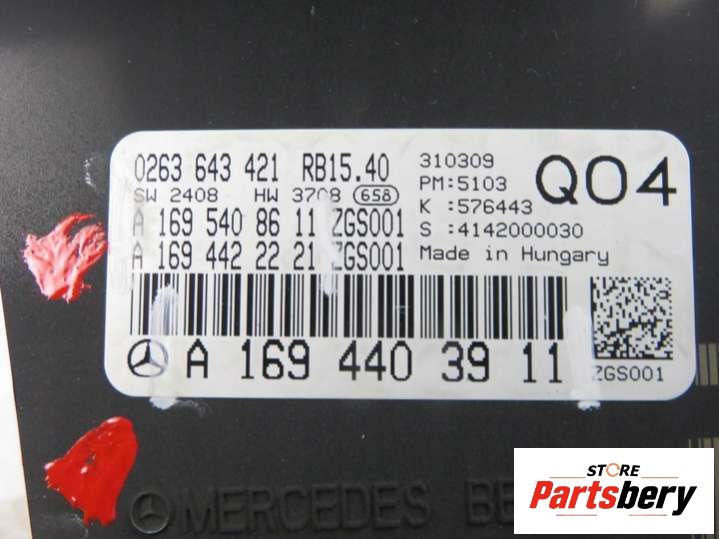 0263 643 421 RB15.40
SW 2408 HW 3708 658
A 169 540 86 11 ZGS001
A 169 442 22 21 ZGS001
310309
PM:5103
K :576443
S :4142000030
Made in Hungary
Q04
A 169 440 39 11
ZGS001
MERCEDES
STORE
Partsbery